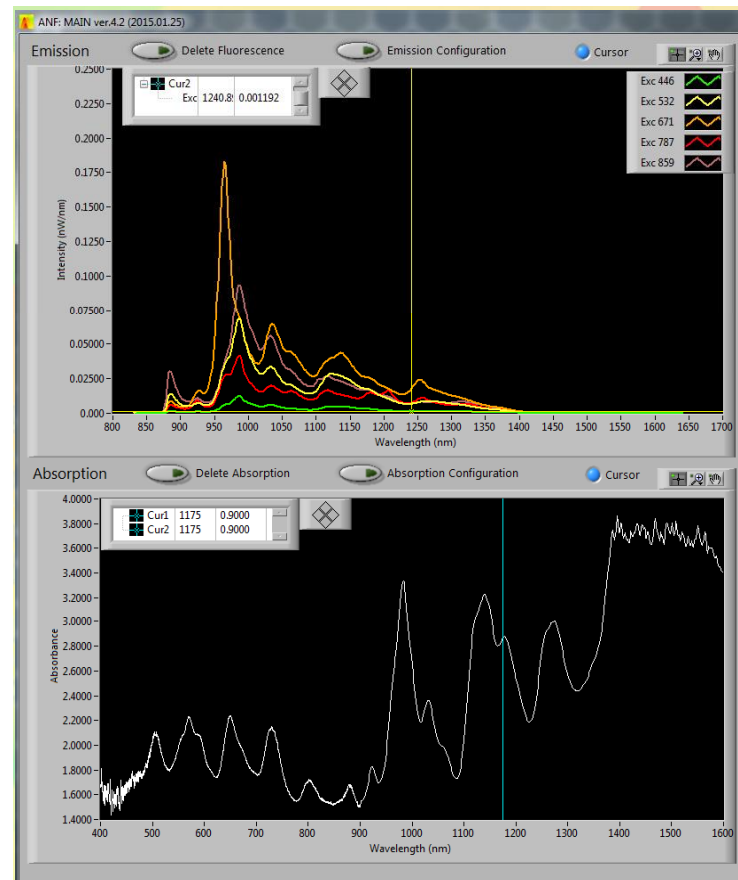 ANF: MAIN ver.4.2 (2015.01.25)
Emission Delete Fluorescence Emission Configuration Cursor
Cur2
Exc 1240.8 0.001192
Exc 446
Exc 532
Exc 671
Exc 787
Exc 859
0.2500
0.2250
0.2000
0.1750
0.1500
0.1250
0.1000
0.07500
0.05000
0.02500
0.000
Intensity (nW/nm)
800 850 900 950 1000 1050 1100 1150 1200 1250 1300 1350 1400 1450 1500 1550 1600 1650 1700
Wavelength (nm)
Absorption Delete Absorption Absorption Configuration Cursor
Cur1 1175 0.9000
Cur2 1175 0.9000
4.0000
3.8000
3.6000
3.4000
3.2000
3.0000
2.8000
2.6000
2.4000
2.2000
2.0000
1.8000
1.6000
1.4000
Absorbance
400 500 600 700 800 900 1000 1100 1200 1300 1400 1500 1600
Wavelength (nm)